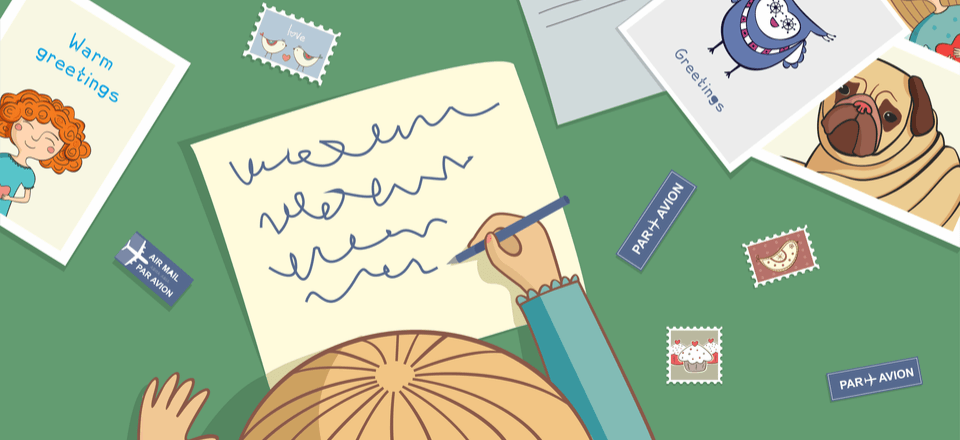 Warm
greetings
love
Greetings
AIR MAIL
PAR AVION
PAR AVION
PAR AVION